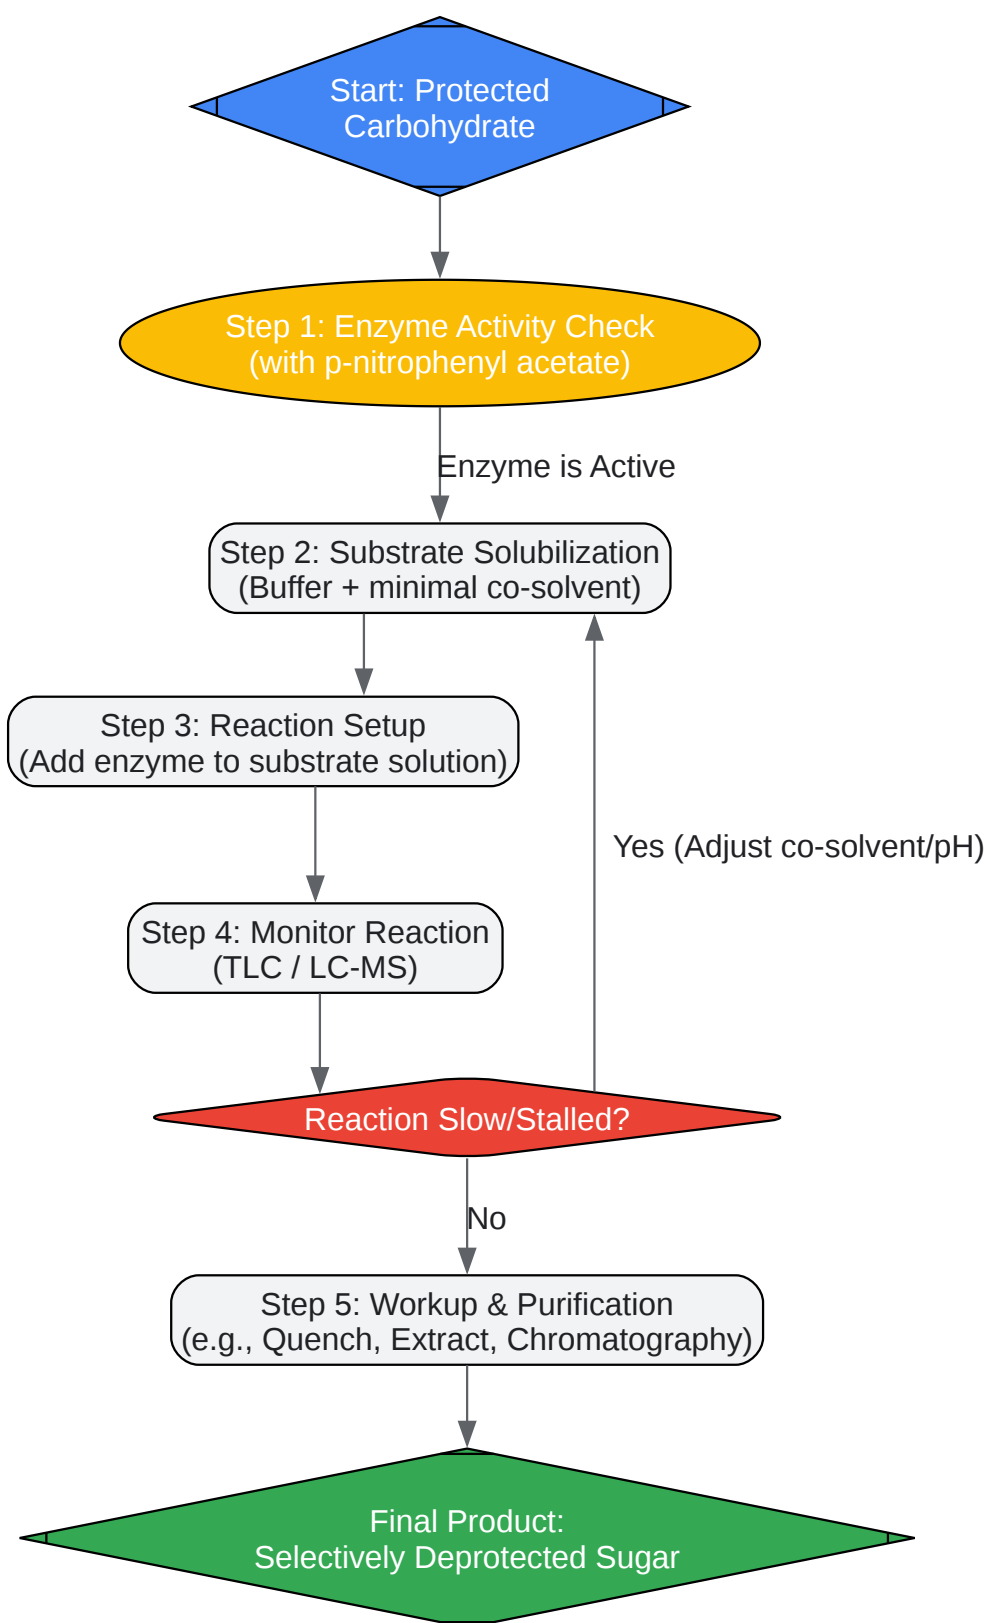 Start: Protected
Carbohydrate
Step 1: Enzyme Activity Check
(with p-nitrophenyl acetate)
Enzyme is Active
Step 2: Substrate Solubilization
(Buffer + minimal co-solvent)
Step 3: Reaction Setup
(Add enzyme to substrate solution)
Yes (Adjust co-solvent/pH)
Step 4: Monitor Reaction
(TLC / LC-MS)
Reaction Slow/Stalled?
No
Step 5: Workup & Purification
(e.g., Quench, Extract, Chromatography)
Final Product:
Selectively Deprotected Sugar